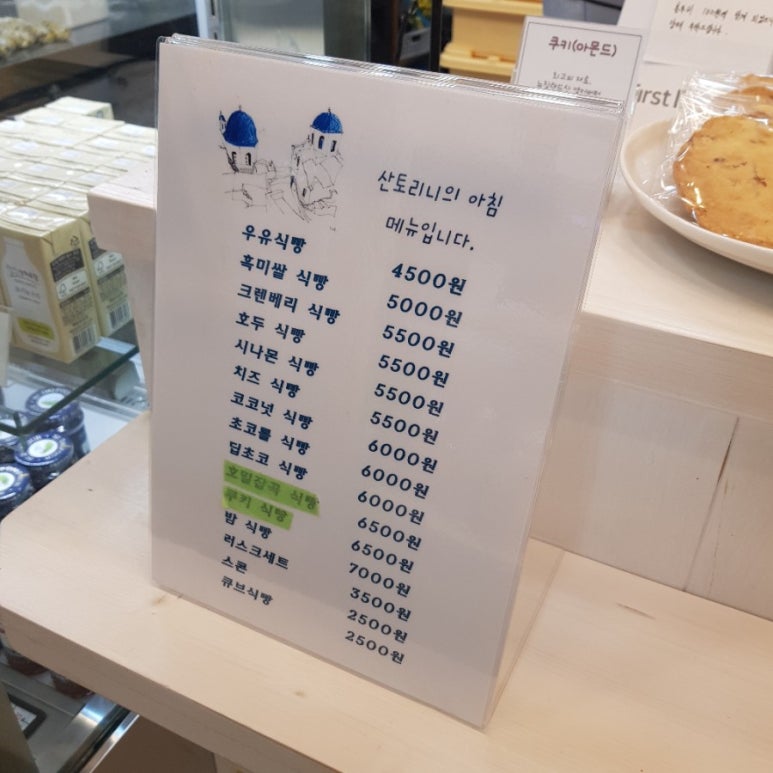 쿠키(아몬드)
산토리니의 아침
메뉴입니다.
우유식빵 4500원
흑미쌀 식빵 5000원
크렌베리 식빵 5500원
호두 식빵 5500원
시나몬 식빵 5500원
치즈 식빵 5500원
코코넛 식빵 6000원
초코롤 식빵 6000원
딥초코 식빵 6000원
호밀잡곡 식빵 6500원
쿠키 식빵 6500원
밤 식빵 7000원
러스크세트 3500원
스콘 2500원
큐브식빵 2500원